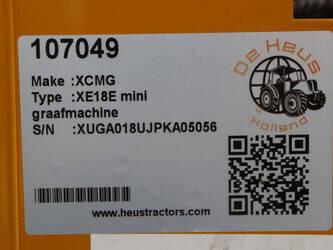 107049
De Heus
Holland
Make :XCMG
Type :XE18E mini
graafmachine
S/N :XUGA018UJPKA05056
www.heustractors.com